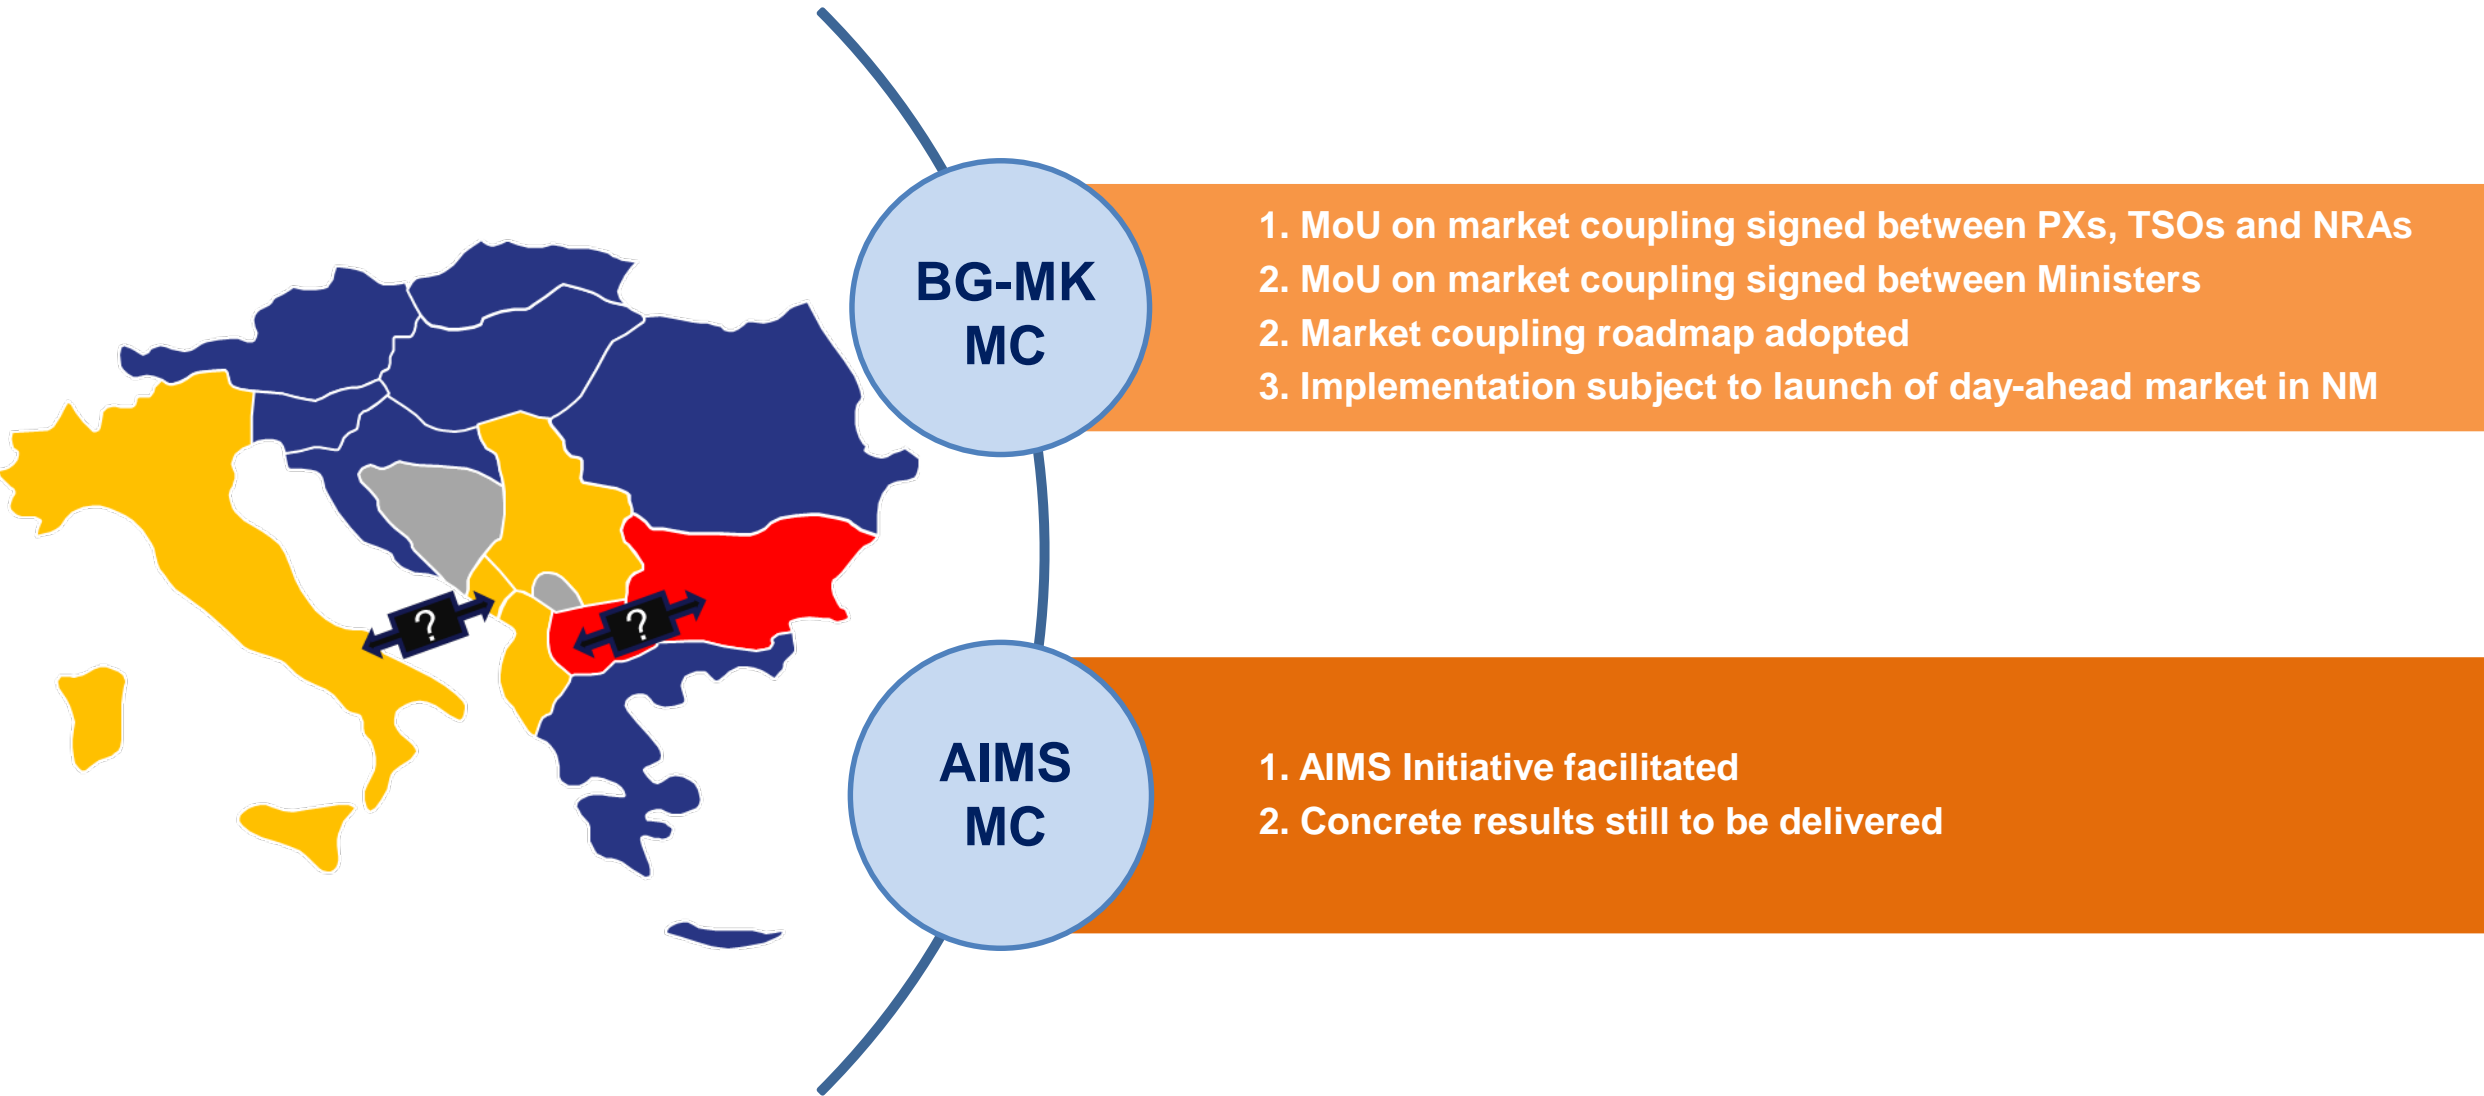 BG-MK
MC
1. MoU on market coupling signed between PXs, TSOs and NRAs
2. MoU on market coupling signed between Ministers
2. Market coupling roadmap adopted
3. Implementation subject to launch of day-ahead market in NM
?
?
AIMS
MC
1. AIMS Initiative facilitated
2. Concrete results still to be delivered